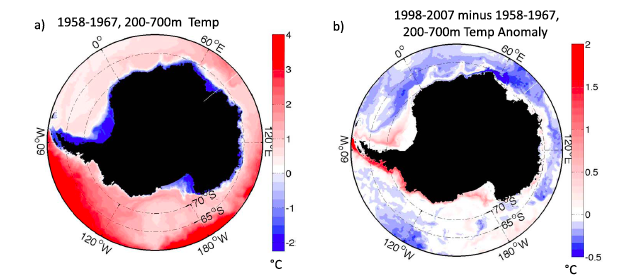 a) 1958-1967, 200-700m Temp
0°
60°E
120°E
180°W
120°W
60°W
-70°S
-65°S
4
3
2
1
0
-1
-2
°C
b) 1998-2007 minus 1958-1967,
200-700m Temp Anomaly
0°
60°E
120°E
180°W
120°W
60°W
-70°S
-65°S
2
1.5
1
0.5
0
-0.5
°C